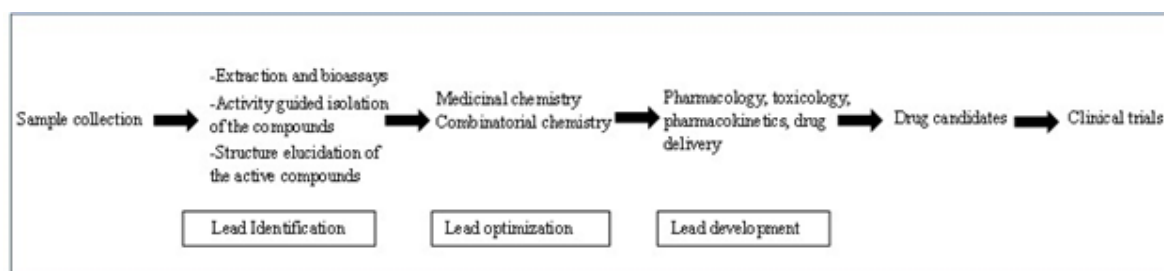 Sample collection
-Extraction and bioassays
-Activity guided isolation
of the compounds
-Structure elucidation of
the active compounds
Medicinal chemistry
Combinatorial chemistry
Pharmacology, toxicology,
pharmacokinetics, drug
delivery
Drug candidates
Clinical trials
Lead Identification
Lead optimization
Lead development